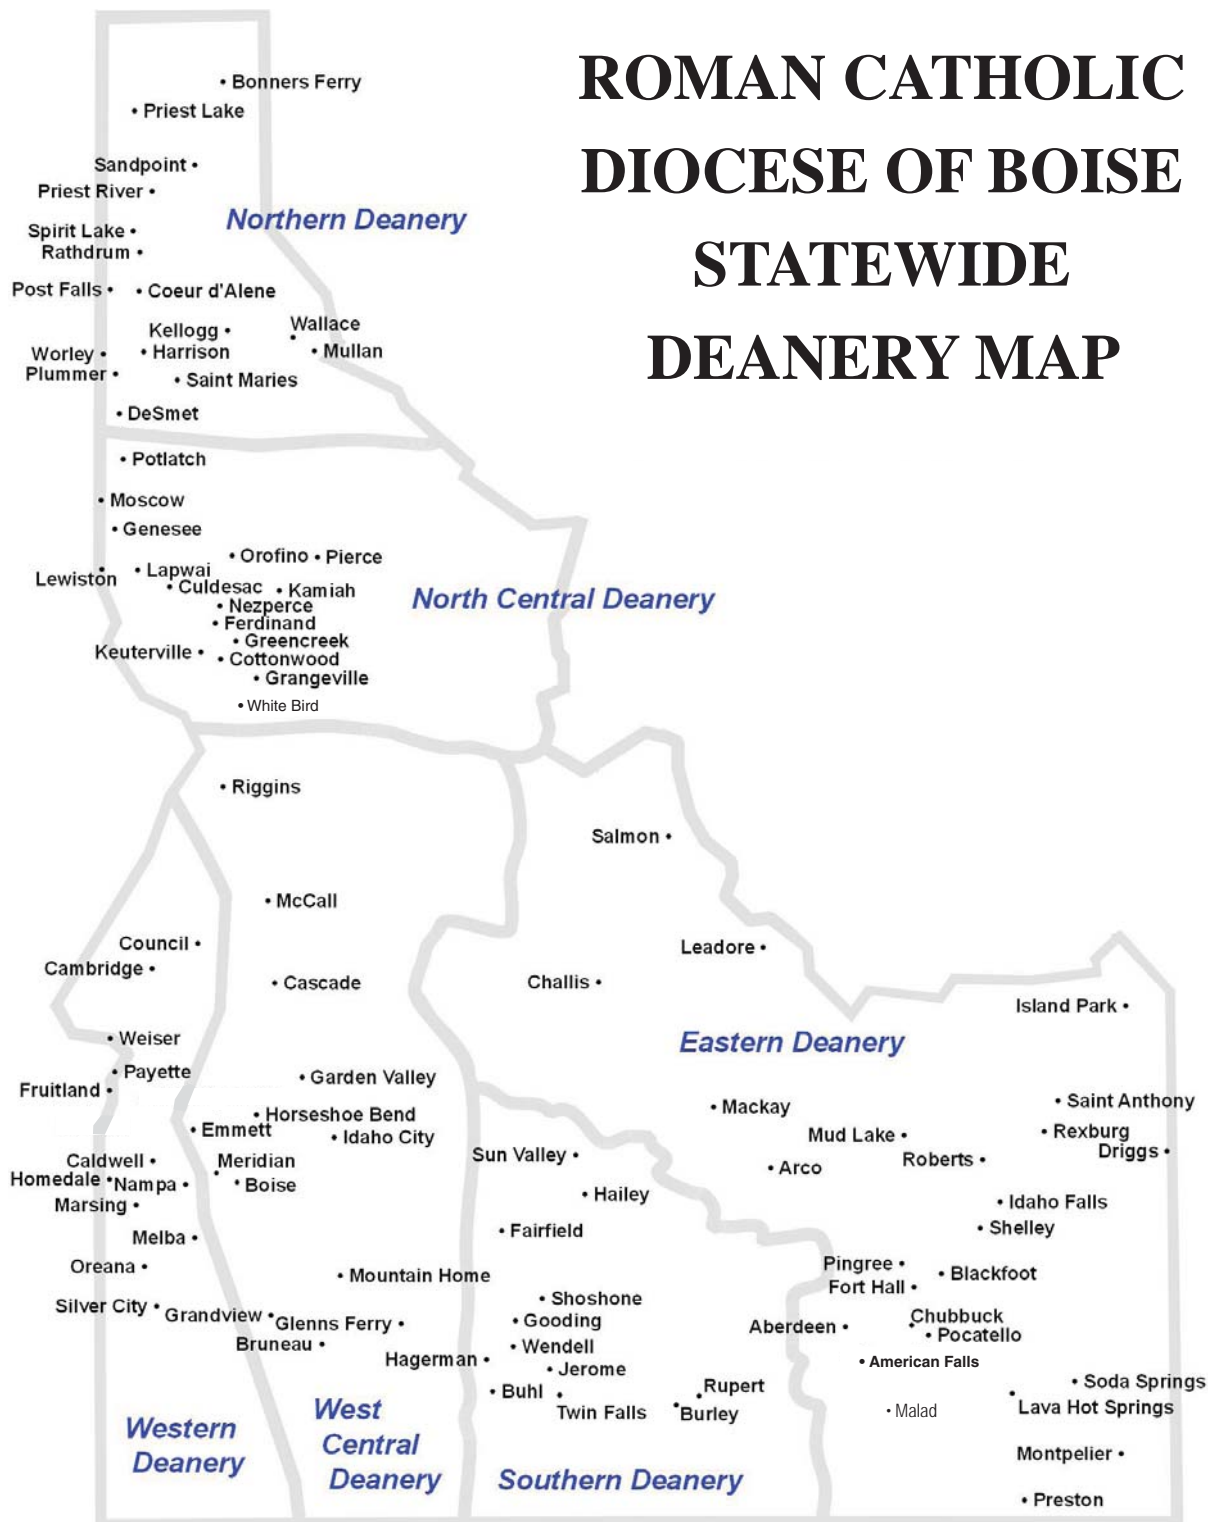 ROMAN CATHOLIC
DIOCESE OF BOISE
STATEWIDE
DEANERY MAP
Bonners Ferry
Priest Lake
Sandpoint
Priest River
Northern Deanery
Spirit Lake
Rathdrum
Post Falls
Coeur d'Alene
Wallace
Kellogg
Mullan
Worley
Harrison
Plummer
Saint Maries
DeSmet
Potlatch
Moscow
Genesee
Orofino
Pierce
Lewiston
Lapwai
Culdesac
Kamiah
North Central Deanery
Nezperce
Ferdinand
Greencreek
Keuterville
Cottonwood
Grangeville
White Bird
Riggins
Salmon
McCall
Council
Leadore
Cambridge
Cascade
Challis
Island Park
Weiser
Eastern Deanery
Payette
Garden Valley
Fruitland
Mackay
Saint Anthony
Horseshoe Bend
Emmett
Idaho City
Mud Lake
Rexburg
Sun Valley
Driggs
Caldwell
Meridian
Arco
Roberts
Homedale
Nampa
Boise
Hailey
Marsing
Idaho Falls
Melba
Fairfield
Shelley
Oreana
Mountain Home
Pingree
Blackfoot
Fort Hall
Silver City
Grandview
Glenns Ferry
Shoshone
Gooding
Chubbuck
Aberdeen
Pocatello
Bruneau
Wendell
Hagerman
Jerome
American Falls
Buhl
Twin Falls
Rupert
Burley
Soda Springs
Malad
Lava Hot Springs
Western
Deanery
West
Central
Deanery
Southern Deanery
Montpelier
Preston